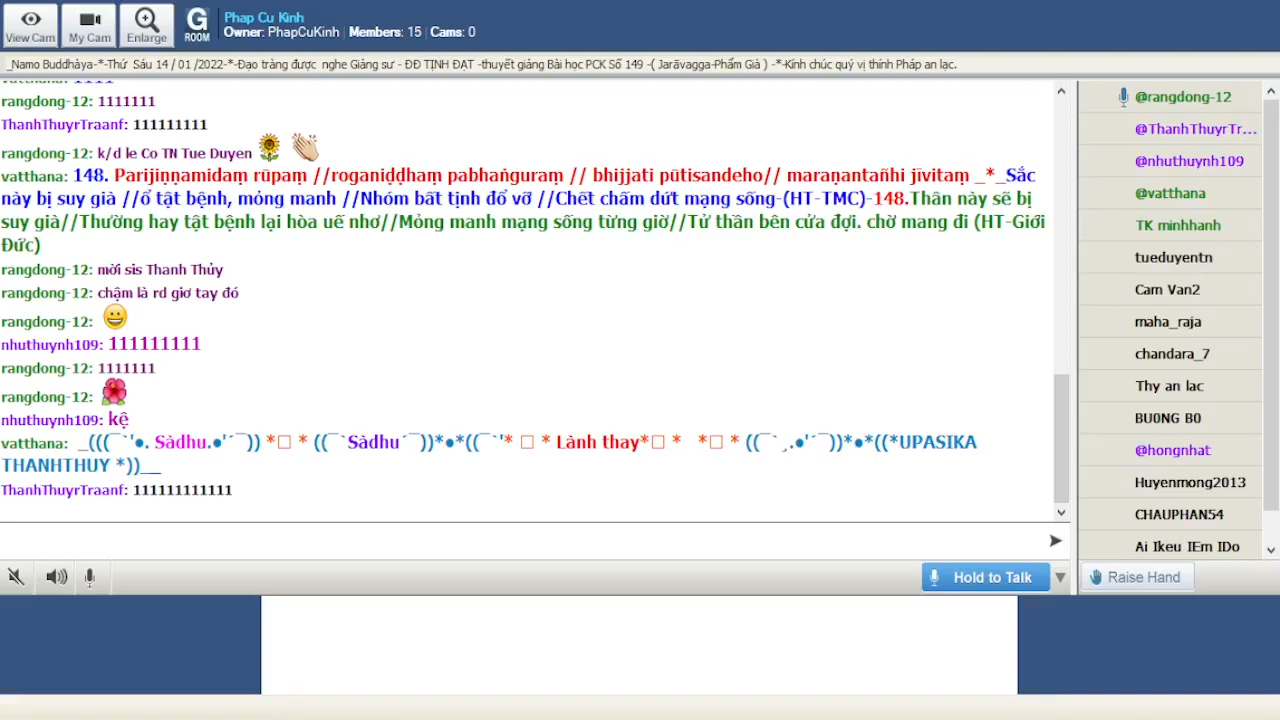 View Cam
My Cam
Enlarge
G
ROOM
Phap Cu Kinh
Owner: PhapCuKinh | Members: 15 | Cams: 0
_Namo Buddhàya-*-Thứ Sáu 14 / 01 /2022-*-Đạo tràng được nghe Giảng sư - ĐĐ TỊNH ĐẠT -thuyết giảng Bài học PCK Số 149 -( Jarāvagga-Phẩm Già ) -*-Kính chúc quý vị thính Pháp an lạc.
vatthana: 1111
rangdong-12: 1111111
ThanhThuyrTraanf: 111111111
rangdong-12: k/d le Co TN Tue Duyen
vatthana: 148. Parijiṇṇamidaṃ rūpaṃ //roganiḍḍhaṃ pabhaṅguraṃ // bhijjati pūtisandeho// maraṇantañhi jīvitaṃ _*_Sắc
này bị suy già //ổ tật bệnh, mỏng manh //Nhóm bất tịnh đổ vỡ //Chết chấm dứt mạng sống-(HT-TMC)-148.Thân này sẽ bị
suy già//Thường hay tật bệnh lại hòa uế nhơ//Mỏng manh mạng sống từng giờ//Tử thần bên cửa đợi. chờ mang đi (HT-Giới
Đức)
rangdong-12: mời sis Thanh Thủy
rangdong-12: chậm là rd giơ tay đó
rangdong-12:
nhuthuynh109: 111111111
rangdong-12: 1111111
rangdong-12:
nhuthuynh109: kệ
vatthana: _(((¯`'●. Sàdhu.●'´¯)) *□ * ((¯`Sàdhu´¯))*●*((¯`'* □ * Lành thay*□ * *□ * ((¯`¸.●'´¯))*●*((*UPASIKA
THANHTHUY *))__
ThanhThuyrTraanf: 111111111111
@rangdong-12
@ThanhThuyrTr...
@nhuthuynh109
@vatthana
TK minhhanh
tueduyentn
Cam Van2
maha_raja
chandara_7
Thy an lac
BU0NG B0
@hongnhat
Huyenmong2013
CHAUPHAN54
Ai Ikeu IEm IDo
Hold to Talk
Raise Hand